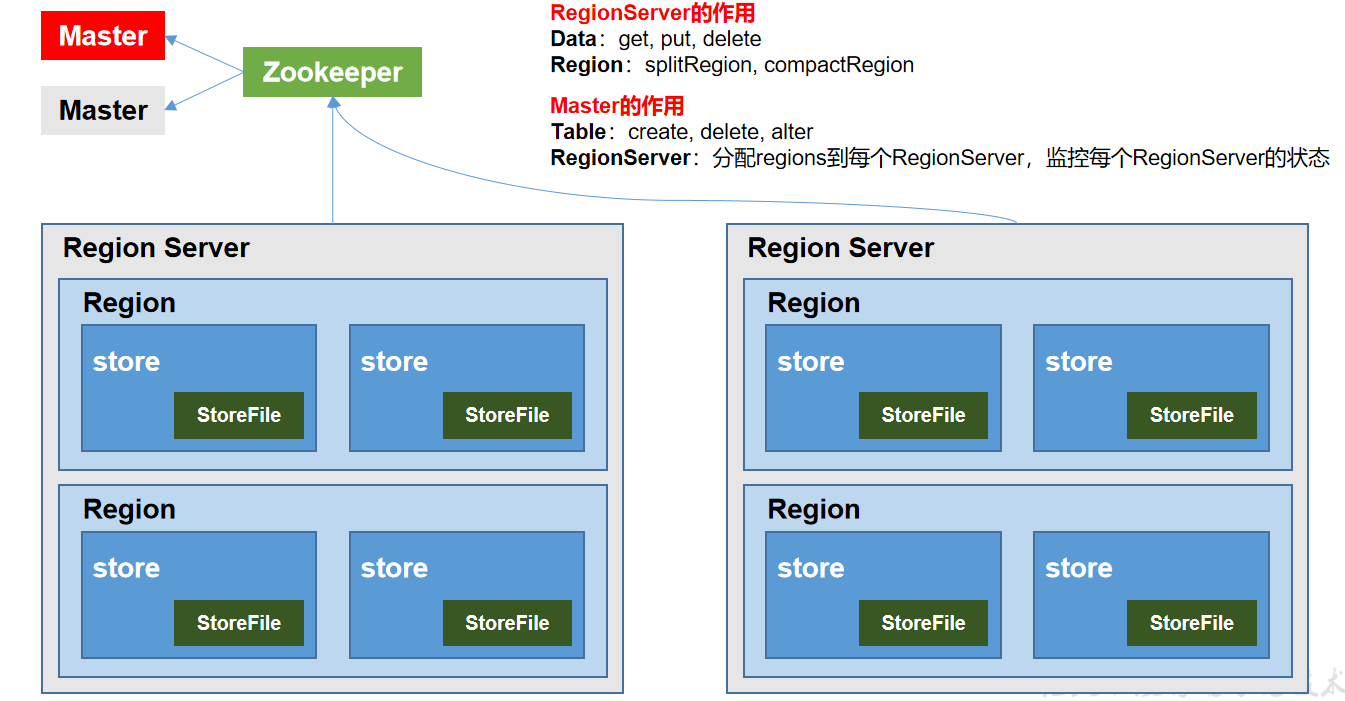 Master
Master
Zookeeper
RegionServer的作用
Data：get, put, delete
Region：splitRegion, compactRegion
Master的作用
Table：create, delete, alter
RegionServer：分配regions到每个RegionServer，监控每个RegionServer的状态
Region Server
Region
store
StoreFile
store
StoreFile
Region
store
StoreFile
store
StoreFile
Region Server
Region
store
StoreFile
store
StoreFile
Region
store
StoreFile
store
StoreFile